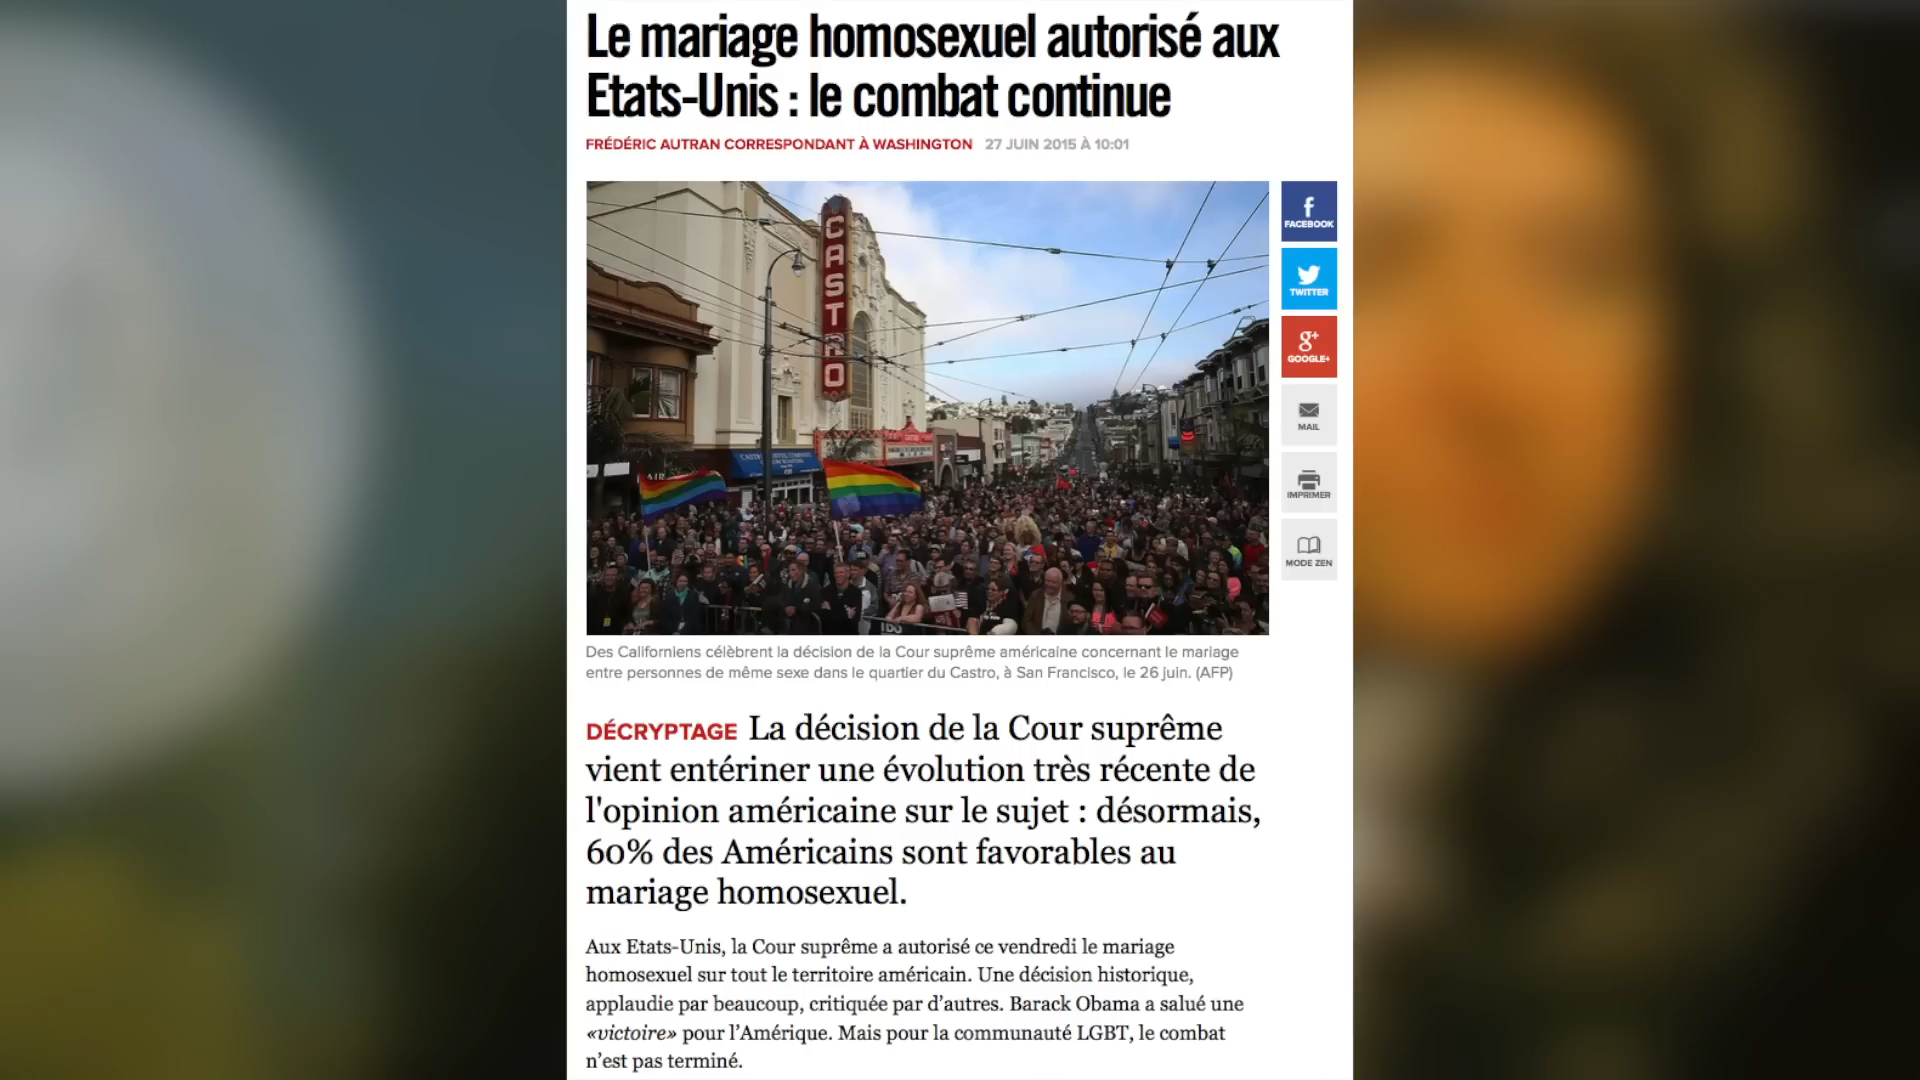 Le mariage homosexuel autorisé aux
Etats-Unis : le combat continue
FRÉDÉRIC AUTRAN CORRESPONDANT À WASHINGTON 27 JUIN 2015 À 10:01
CASTRO
f
FACEBOOK
TWITTER
g+
GOOGLE+
MAIL
IMPRIMER
MODE ZEN
Des Californiens célèbrent la décision de la Cour suprême américaine concernant le mariage
entre personnes de même sexe dans le quartier du Castro, à San Francisco, le 26 juin. (AFP)
DÉCRYPTAGE La décision de la Cour suprême
vient entériner une évolution très récente de
l'opinion américaine sur le sujet : désormais,
60% des Américains sont favorables au
mariage homosexuel.
Aux Etats-Unis, la Cour suprême a autorisé ce vendredi le mariage
homosexuel sur tout le territoire américain. Une décision historique,
applaudie par beaucoup, critiquée par d’autres. Barack Obama a salué une
«victoire» pour l’Amérique. Mais pour la communauté LGBT, le combat
n’est pas terminé.